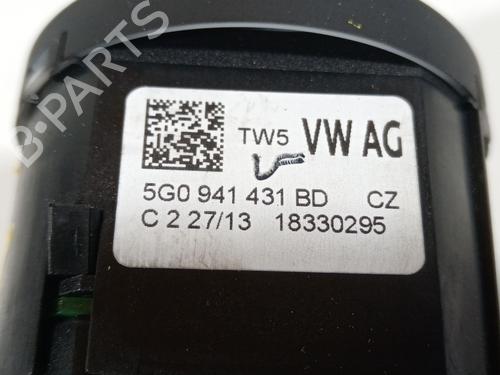 TW5 VW AG
5G0 941 431 BD CZ
C 2 27/13 18330295
B-Parts